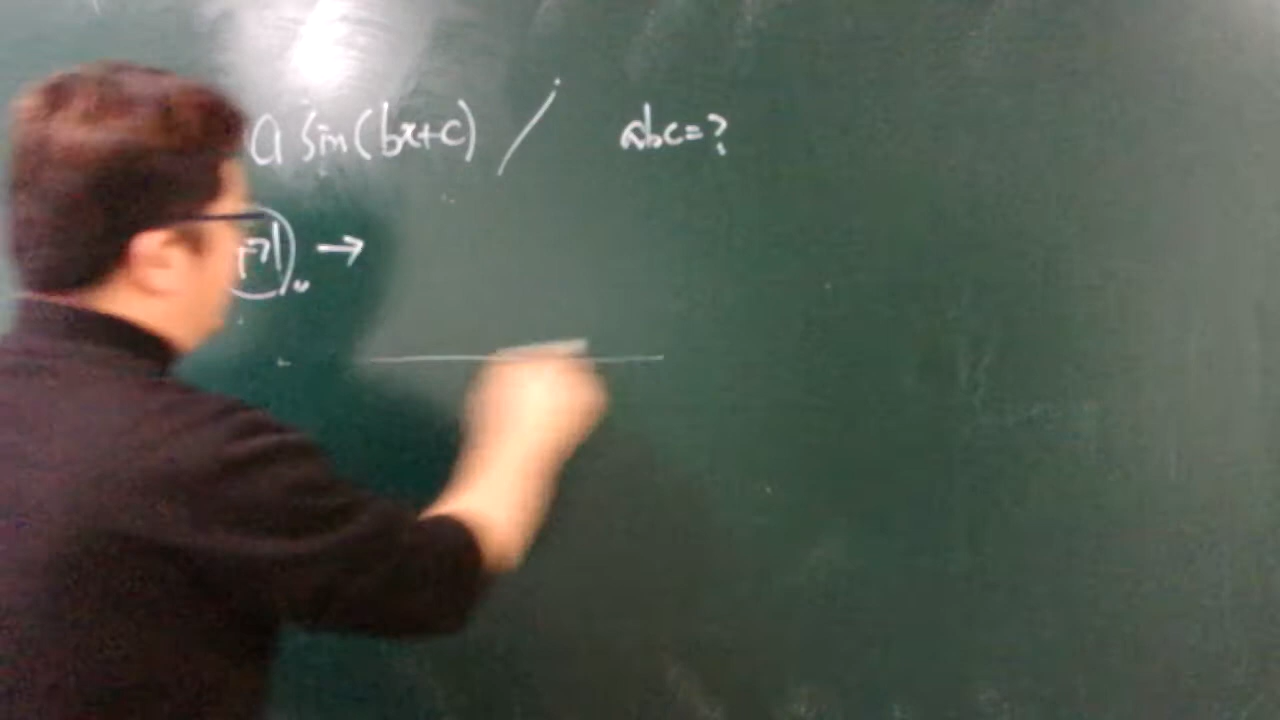 a sin(bx+c) / abc=?
→